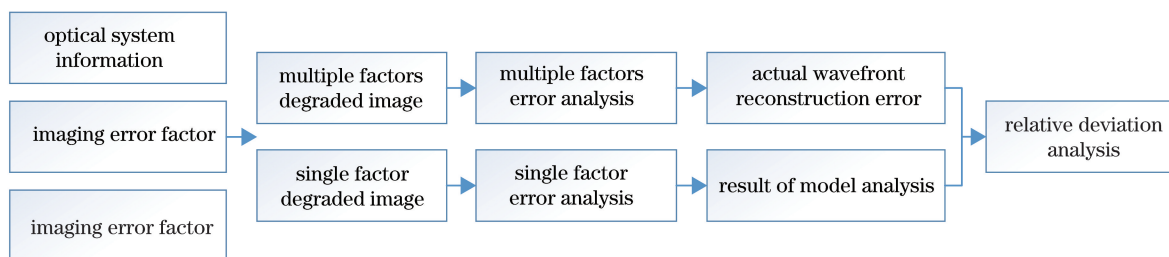 optical system
information
imaging error factor
imaging error factor
multiple factors
degraded image
single factor
degraded image
multiple factors
error analysis
single factor
error analysis
actual wavefront
reconstruction error
result of model analysis
relative deviation
analysis